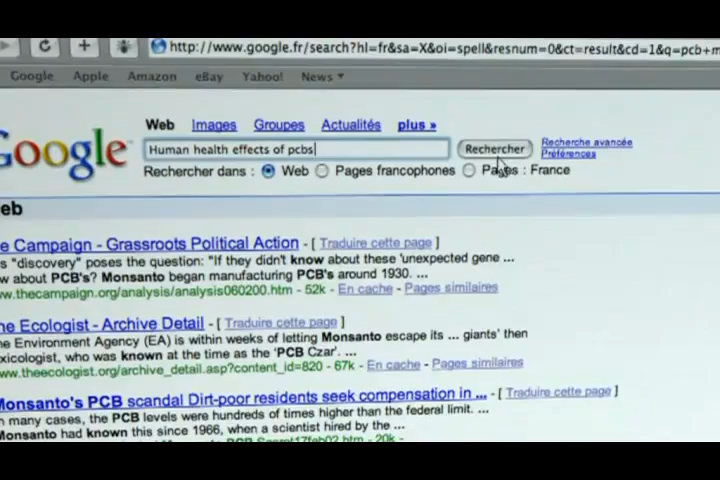 http://www.google.fr/search?hl=fr&sa=X&oi=spell&resnum=0&ct=result&cd=1&q=pcb+m
Google Apple Amazon eBay Yahoo! News
Web Images Groupes Actualités plus »
Google
Human health effects of pcbs
Rechercher
Recherche avancée
Préférences
Rechercher dans : Web Pages francophones Pages : France
eb
e Campaign - Grassroots Political Action - [ Traduire cette page ]
s "discovery" poses the question: "If they didn't know about these 'unexpected gene ...
w about PCB's? Monsanto began manufacturing PCB's around 1930. ...
ww.thecampaign.org/analysis/analysis060200.htm - 52k - En cache - Pages similaires
he Ecologist - Archive Detail - [ Traduire cette page ]
he Environment Agency (EA) is within weeks of letting Monsanto escape its ... giants' then
xicologist, who was known at the time as the 'PCB Czar'. ...
ww.theecologist.org/archive_detail.asp?content_id=820 - 67k - En cache - Pages similaires
Monsanto's PCB scandal Dirt-poor residents seek compensation in ... - [ Traduire cette page ]
n many cases, the PCB levels were hundreds of times higher than the federal limit. ...
Monsanto had known this since 1966, when a scientist hired by the ...